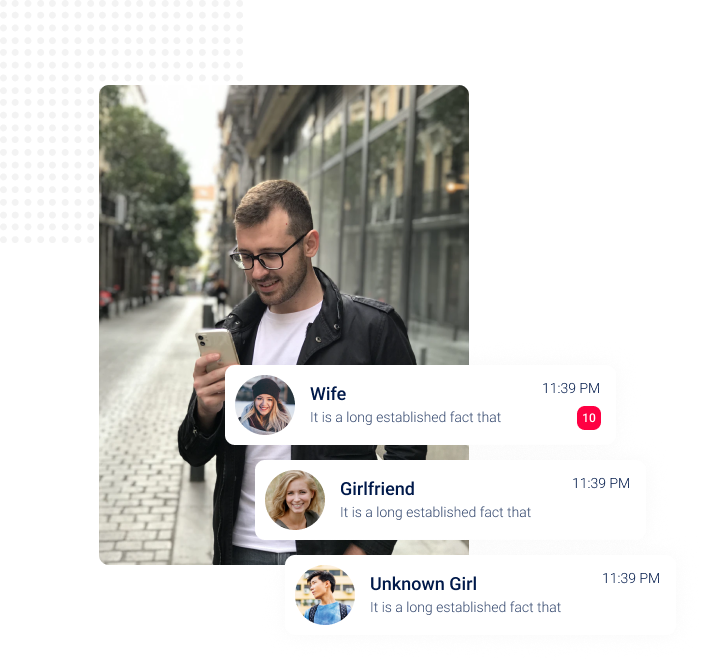 Wife
11:39 PM
It is a long established fact that
10
Girlfriend
11:39 PM
It is a long established fact that
Unknown Girl
11:39 PM
It is a long established fact that